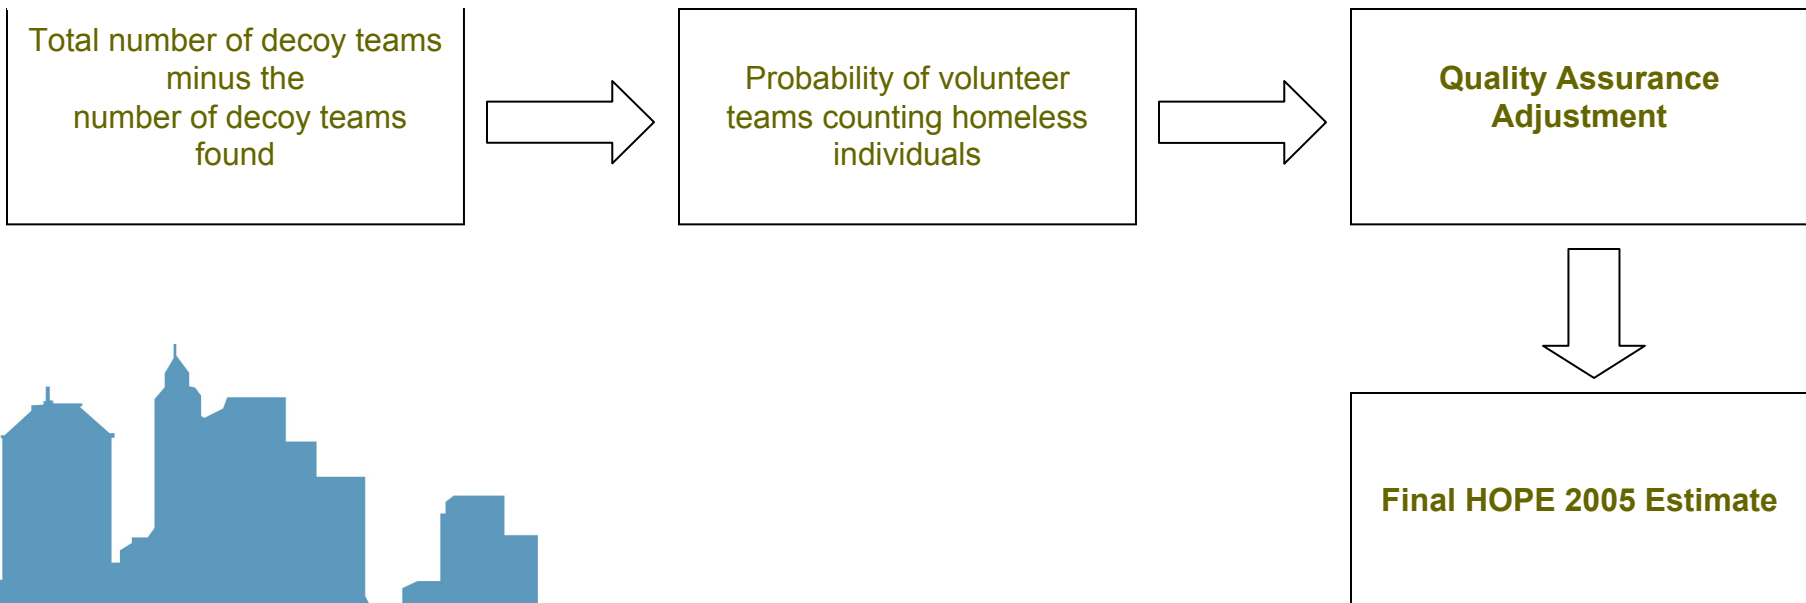 Total number of decoy teams
minus the
number of decoy teams
found
Probability of volunteer
teams counting homeless
individuals
Quality Assurance
Adjustment
Final HOPE 2005 Estimate